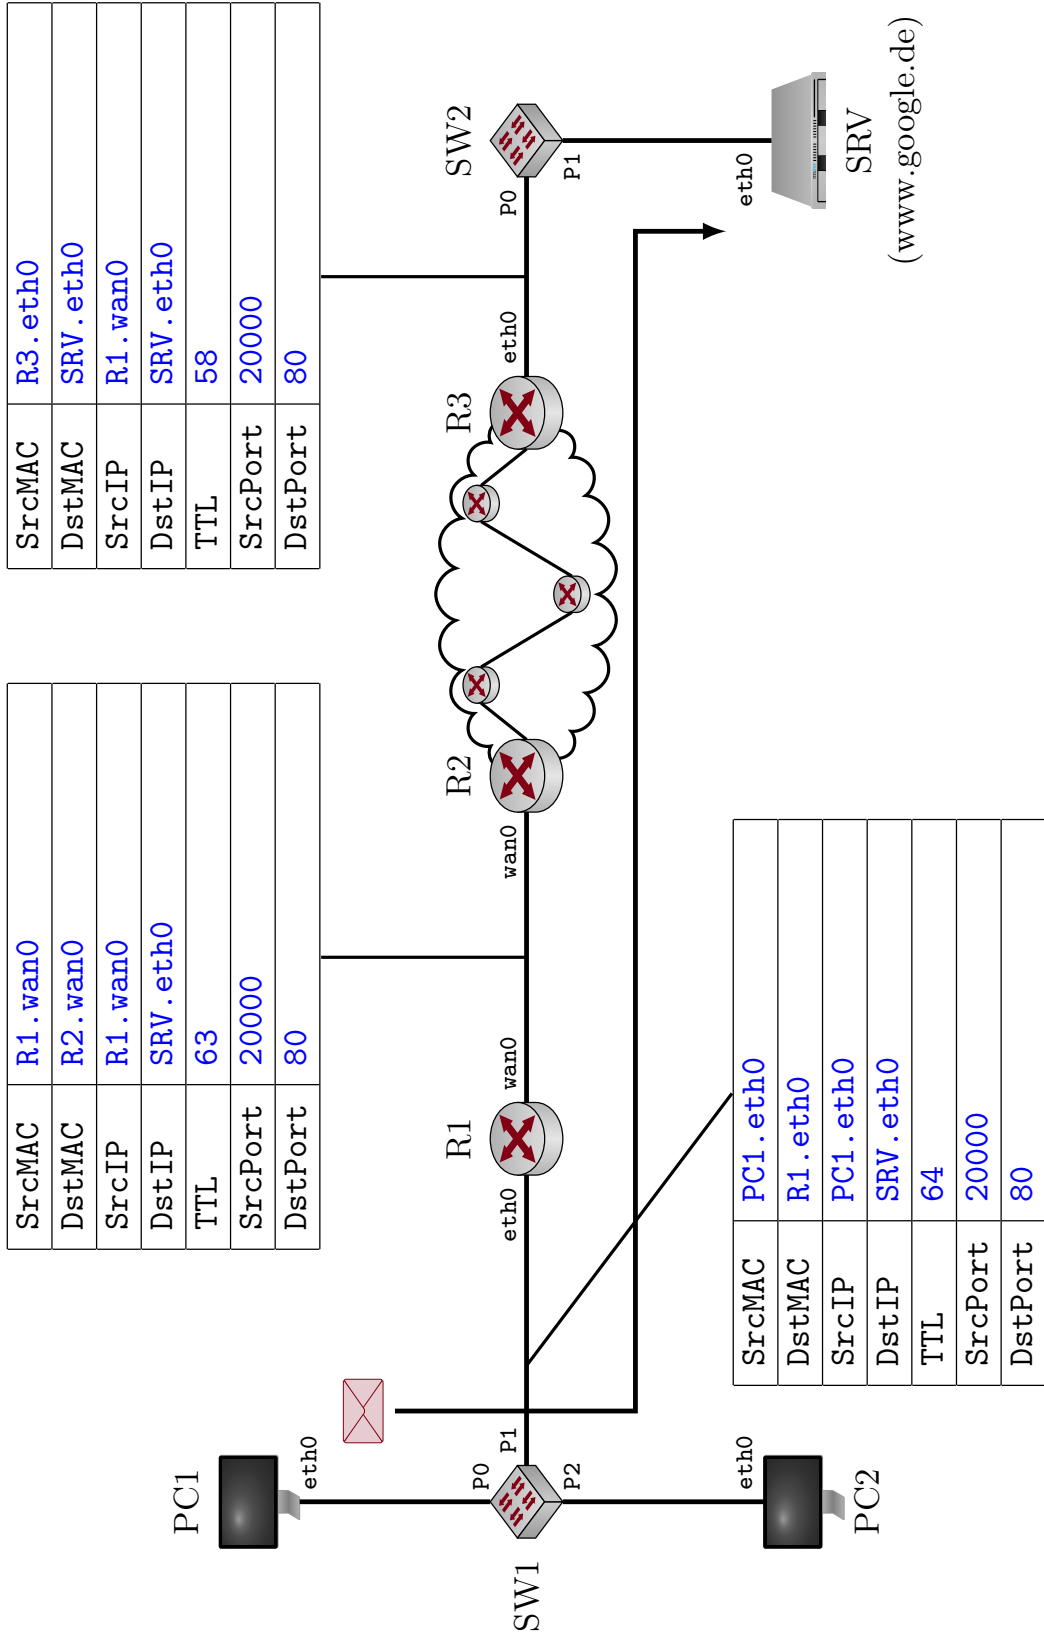 SrcMAC R1.wan0
DstMAC R2.wan0
SrcIP R1.wan0
DstIP SRV.eth0
TTL 63
SrcPort 20000
DstPort 80
SrcMAC R3.eth0
DstMAC SRV.eth0
SrcIP R1.wan0
DstIP SRV.eth0
TTL 58
SrcPort 20000
DstPort 80
PC1
eth0
SW1
P0
P1
P2
eth0
R1
wan0
wan0
R2
R3
eth0
P0
SW2
P1
eth0
PC2
eth0
SRV
(www.google.de)
SrcMAC PC1.eth0
DstMAC R1.eth0
SrcIP PC1.eth0
DstIP SRV.eth0
TTL 64
SrcPort 20000
DstPort 80